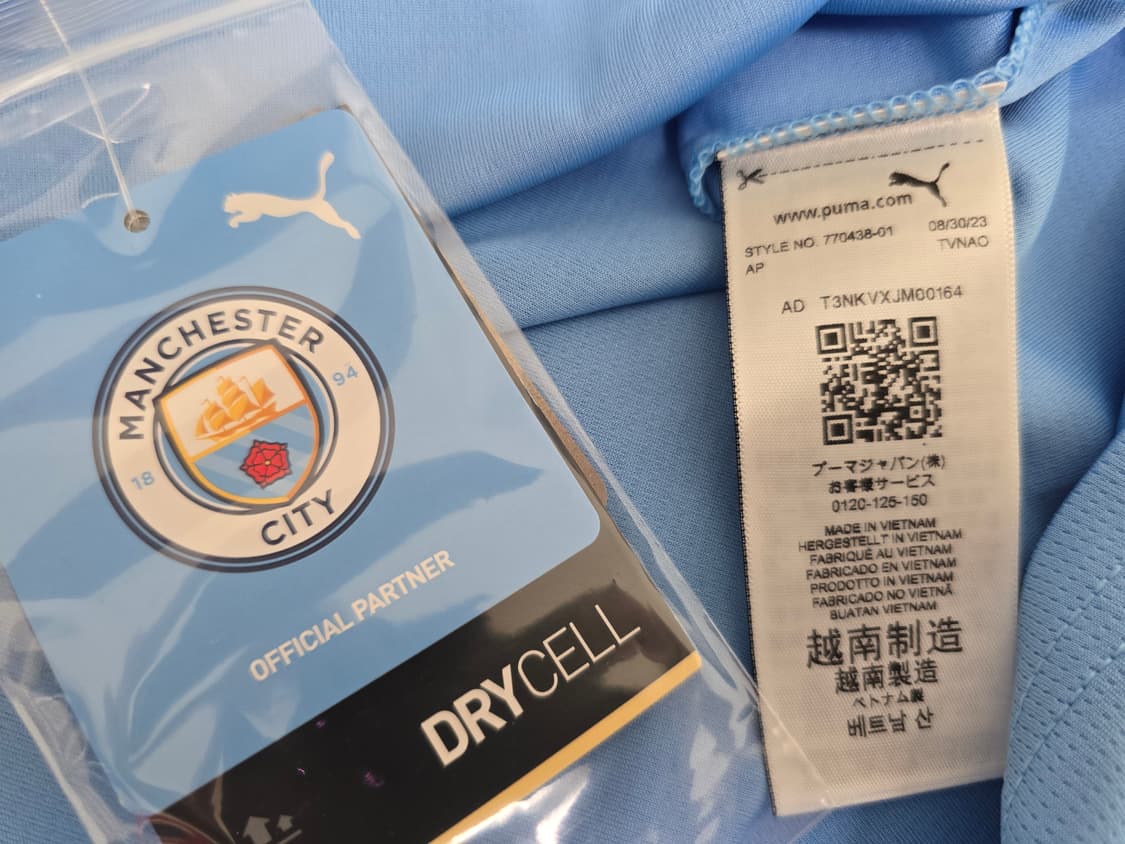 MANCHESTER
18
94
CITY
OFFICIAL PARTNER
DRYCELL
www.puma.com
STYLE NO. 770438-01 08/30/23
AP TVNAO
AD T3NKVXJM00164
プーマジャパン(株)
お客様サービス
0120-125-150
MADE IN VIETNAM
HERGESTELLT IN VIETNAM
FABRIQUÉ AU VIETNAM
FABRICADO EN VIETNAM
PRODOTTO IN VIETNAM
FABRICADO NO VIETNÃ
BUATAN VIETNAM
越南制造
越南製造
ベトナム製
베트남 산